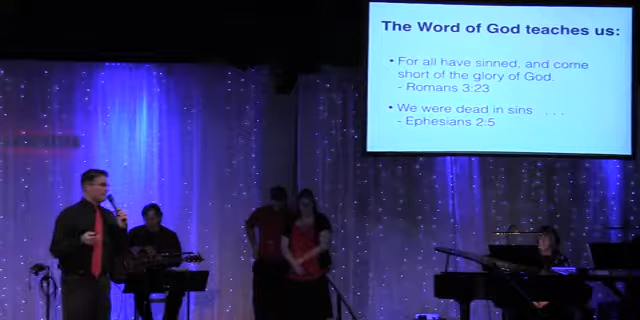 The Word of God teaches us:
• For all have sinned, and come
short of the glory of God.
- Romans 3:23
• We were dead in sins ...
- Ephesians 2:5